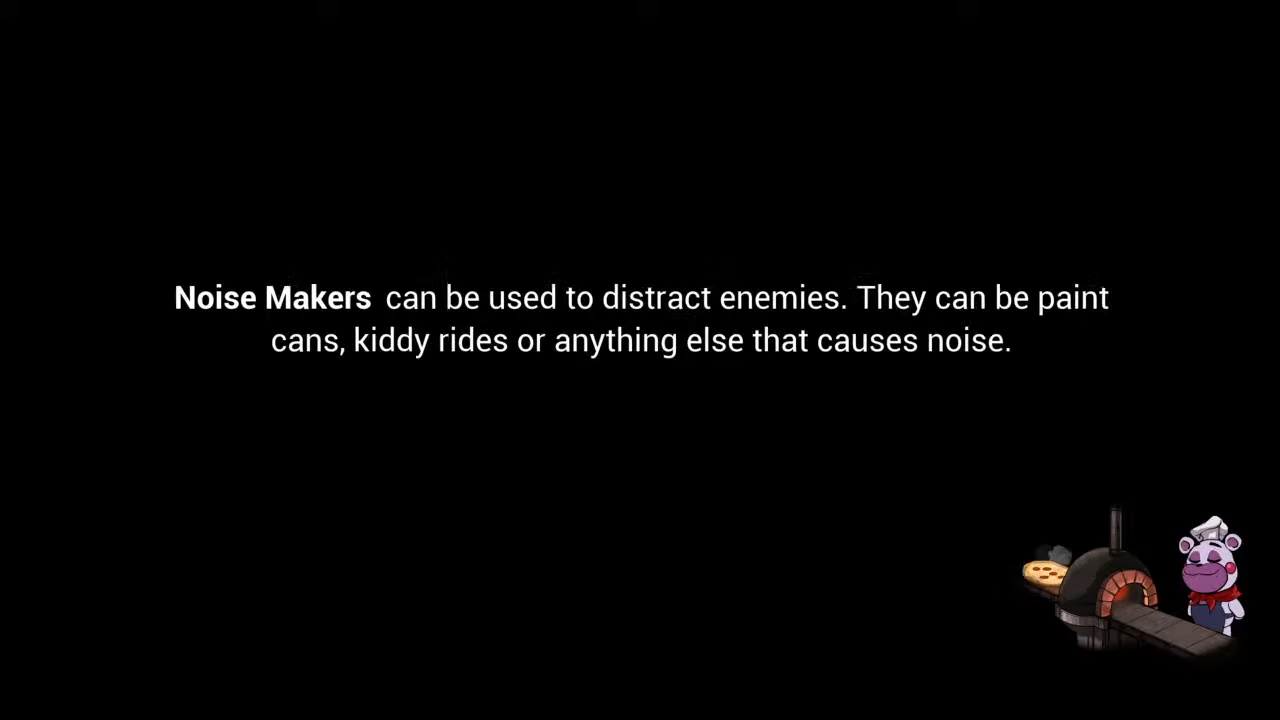 Noise Makers can be used to distract enemies. They can be paint
cans, kiddy rides or anything else that causes noise.